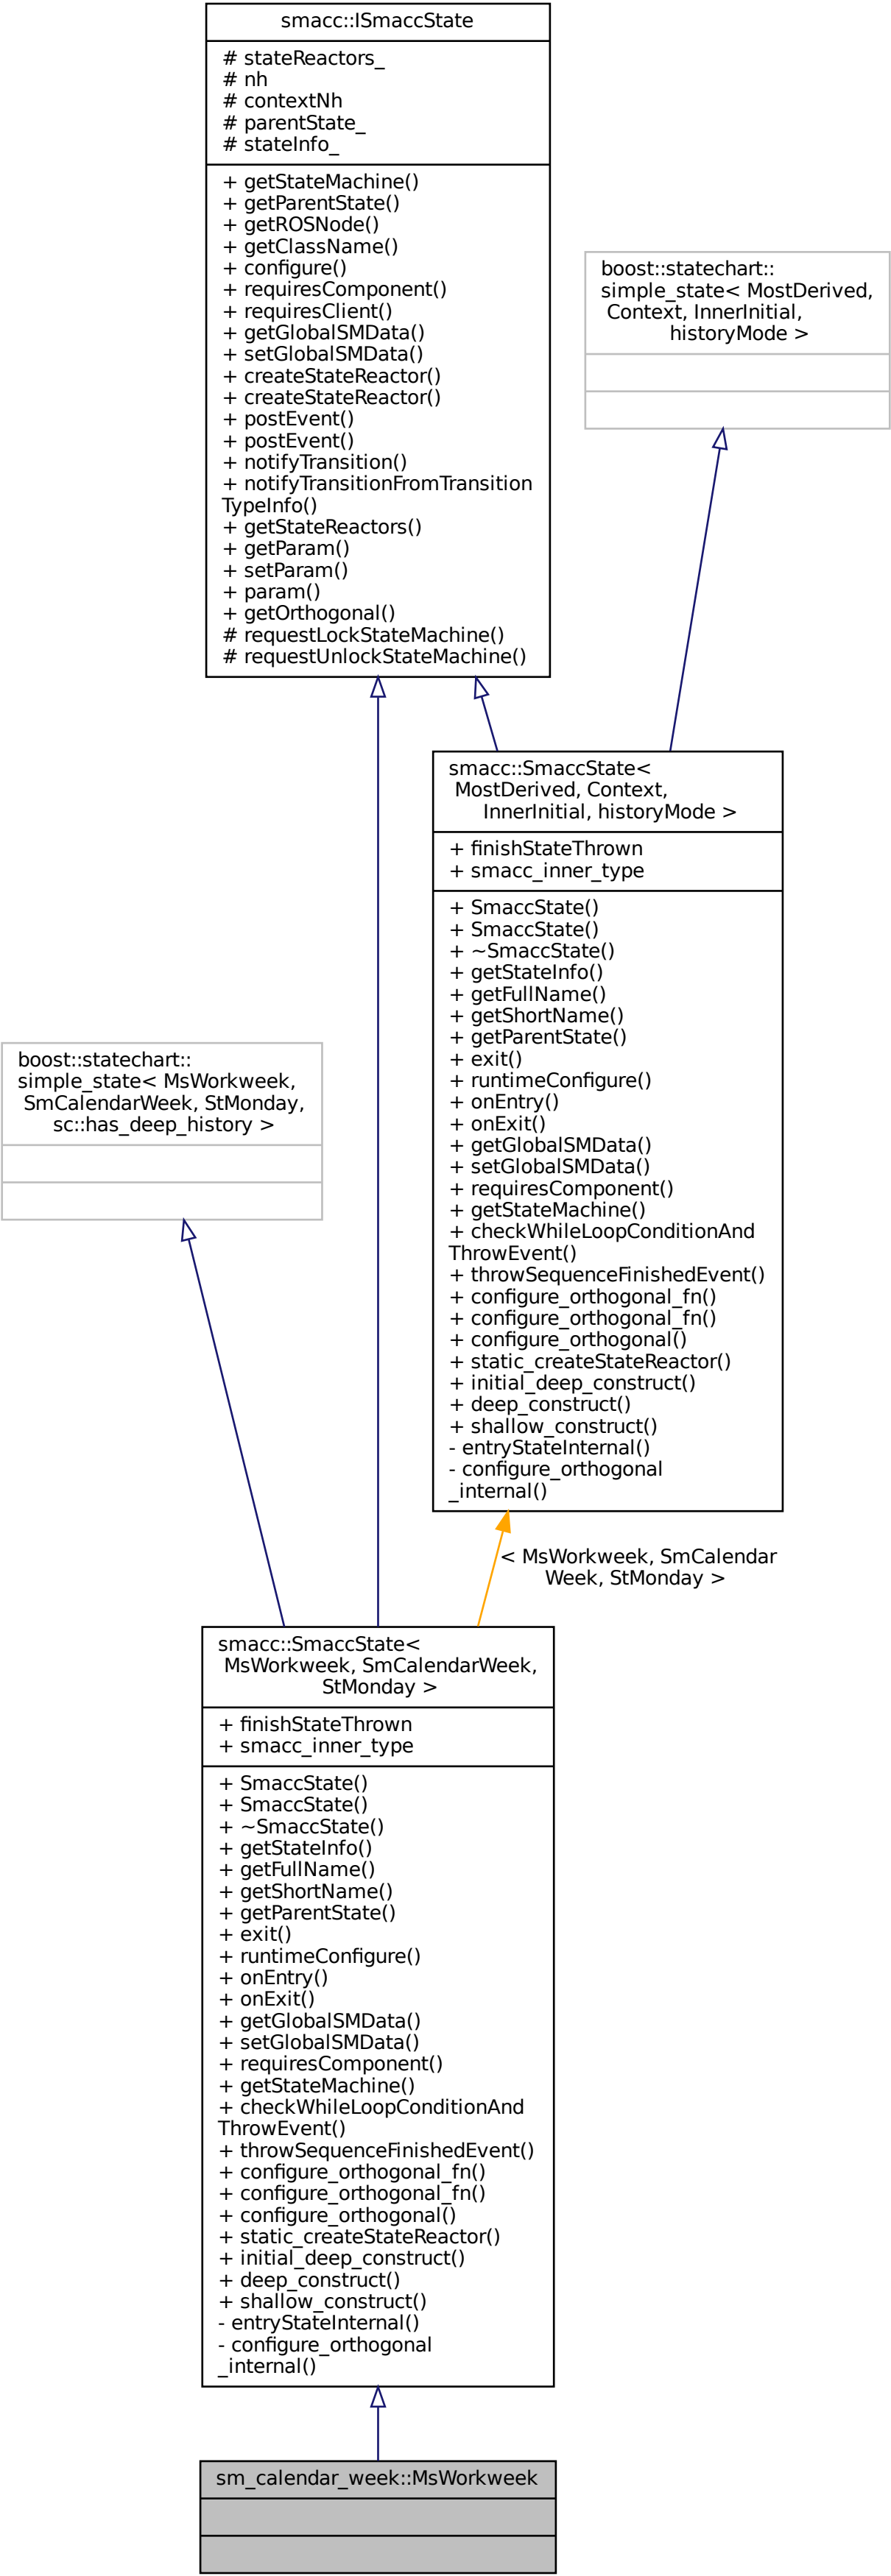 smacc::ISmaccState
# stateReactors_
# nh
# contextNh
# parentState_
# stateInfo_
+ getStateMachine()
+ getParentState()
+ getROSNode()
+ getClassName()
+ configure()
+ requiresComponent()
+ requiresClient()
+ getGlobalSMData()
+ setGlobalSMData()
+ createStateReactor()
+ createStateReactor()
+ postEvent()
+ postEvent()
+ notifyTransition()
+ notifyTransitionFromTransition
TypeInfo()
+ getStateReactors()
+ getParam()
+ setParam()
+ param()
+ getOrthogonal()
# requestLockStateMachine()
# requestUnlockStateMachine()
boost::statechart::
simple_state< MostDerived,
Context, InnerInitial,
historyMode >
smacc::SmaccState<
MostDerived, Context,
InnerInitial, historyMode >
+ finishStateThrown
+ smacc_inner_type
+ SmaccState()
+ SmaccState()
+ ~SmaccState()
+ getStateInfo()
+ getFullName()
+ getShortName()
+ getParentState()
+ exit()
+ runtimeConfigure()
+ onEntry()
+ onExit()
+ getGlobalSMData()
+ setGlobalSMData()
+ requiresComponent()
+ getStateMachine()
+ checkWhileLoopConditionAnd
ThrowEvent()
+ throwSequenceFinishedEvent()
+ configure_orthogonal_fn()
+ configure_orthogonal_fn()
+ configure_orthogonal()
+ static_createStateReactor()
+ initial_deep_construct()
+ deep_construct()
+ shallow_construct()
- entryStateInternal()
- configure_orthogonal
_internal()
boost::statechart::
simple_state< MsWorkweek,
SmCalendarWeek, StMonday,
sc::has_deep_history >
< MsWorkweek, SmCalendar
Week, StMonday >
smacc::SmaccState<
MsWorkweek, SmCalendarWeek,
StMonday >
+ finishStateThrown
+ smacc_inner_type
+ SmaccState()
+ SmaccState()
+ ~SmaccState()
+ getStateInfo()
+ getFullName()
+ getShortName()
+ getParentState()
+ exit()
+ runtimeConfigure()
+ onEntry()
+ onExit()
+ getGlobalSMData()
+ setGlobalSMData()
+ requiresComponent()
+ getStateMachine()
+ checkWhileLoopConditionAnd
ThrowEvent()
+ throwSequenceFinishedEvent()
+ configure_orthogonal_fn()
+ configure_orthogonal_fn()
+ configure_orthogonal()
+ static_createStateReactor()
+ initial_deep_construct()
+ deep_construct()
+ shallow_construct()
- entryStateInternal()
- configure_orthogonal
_internal()
sm_calendar_week::MsWorkweek